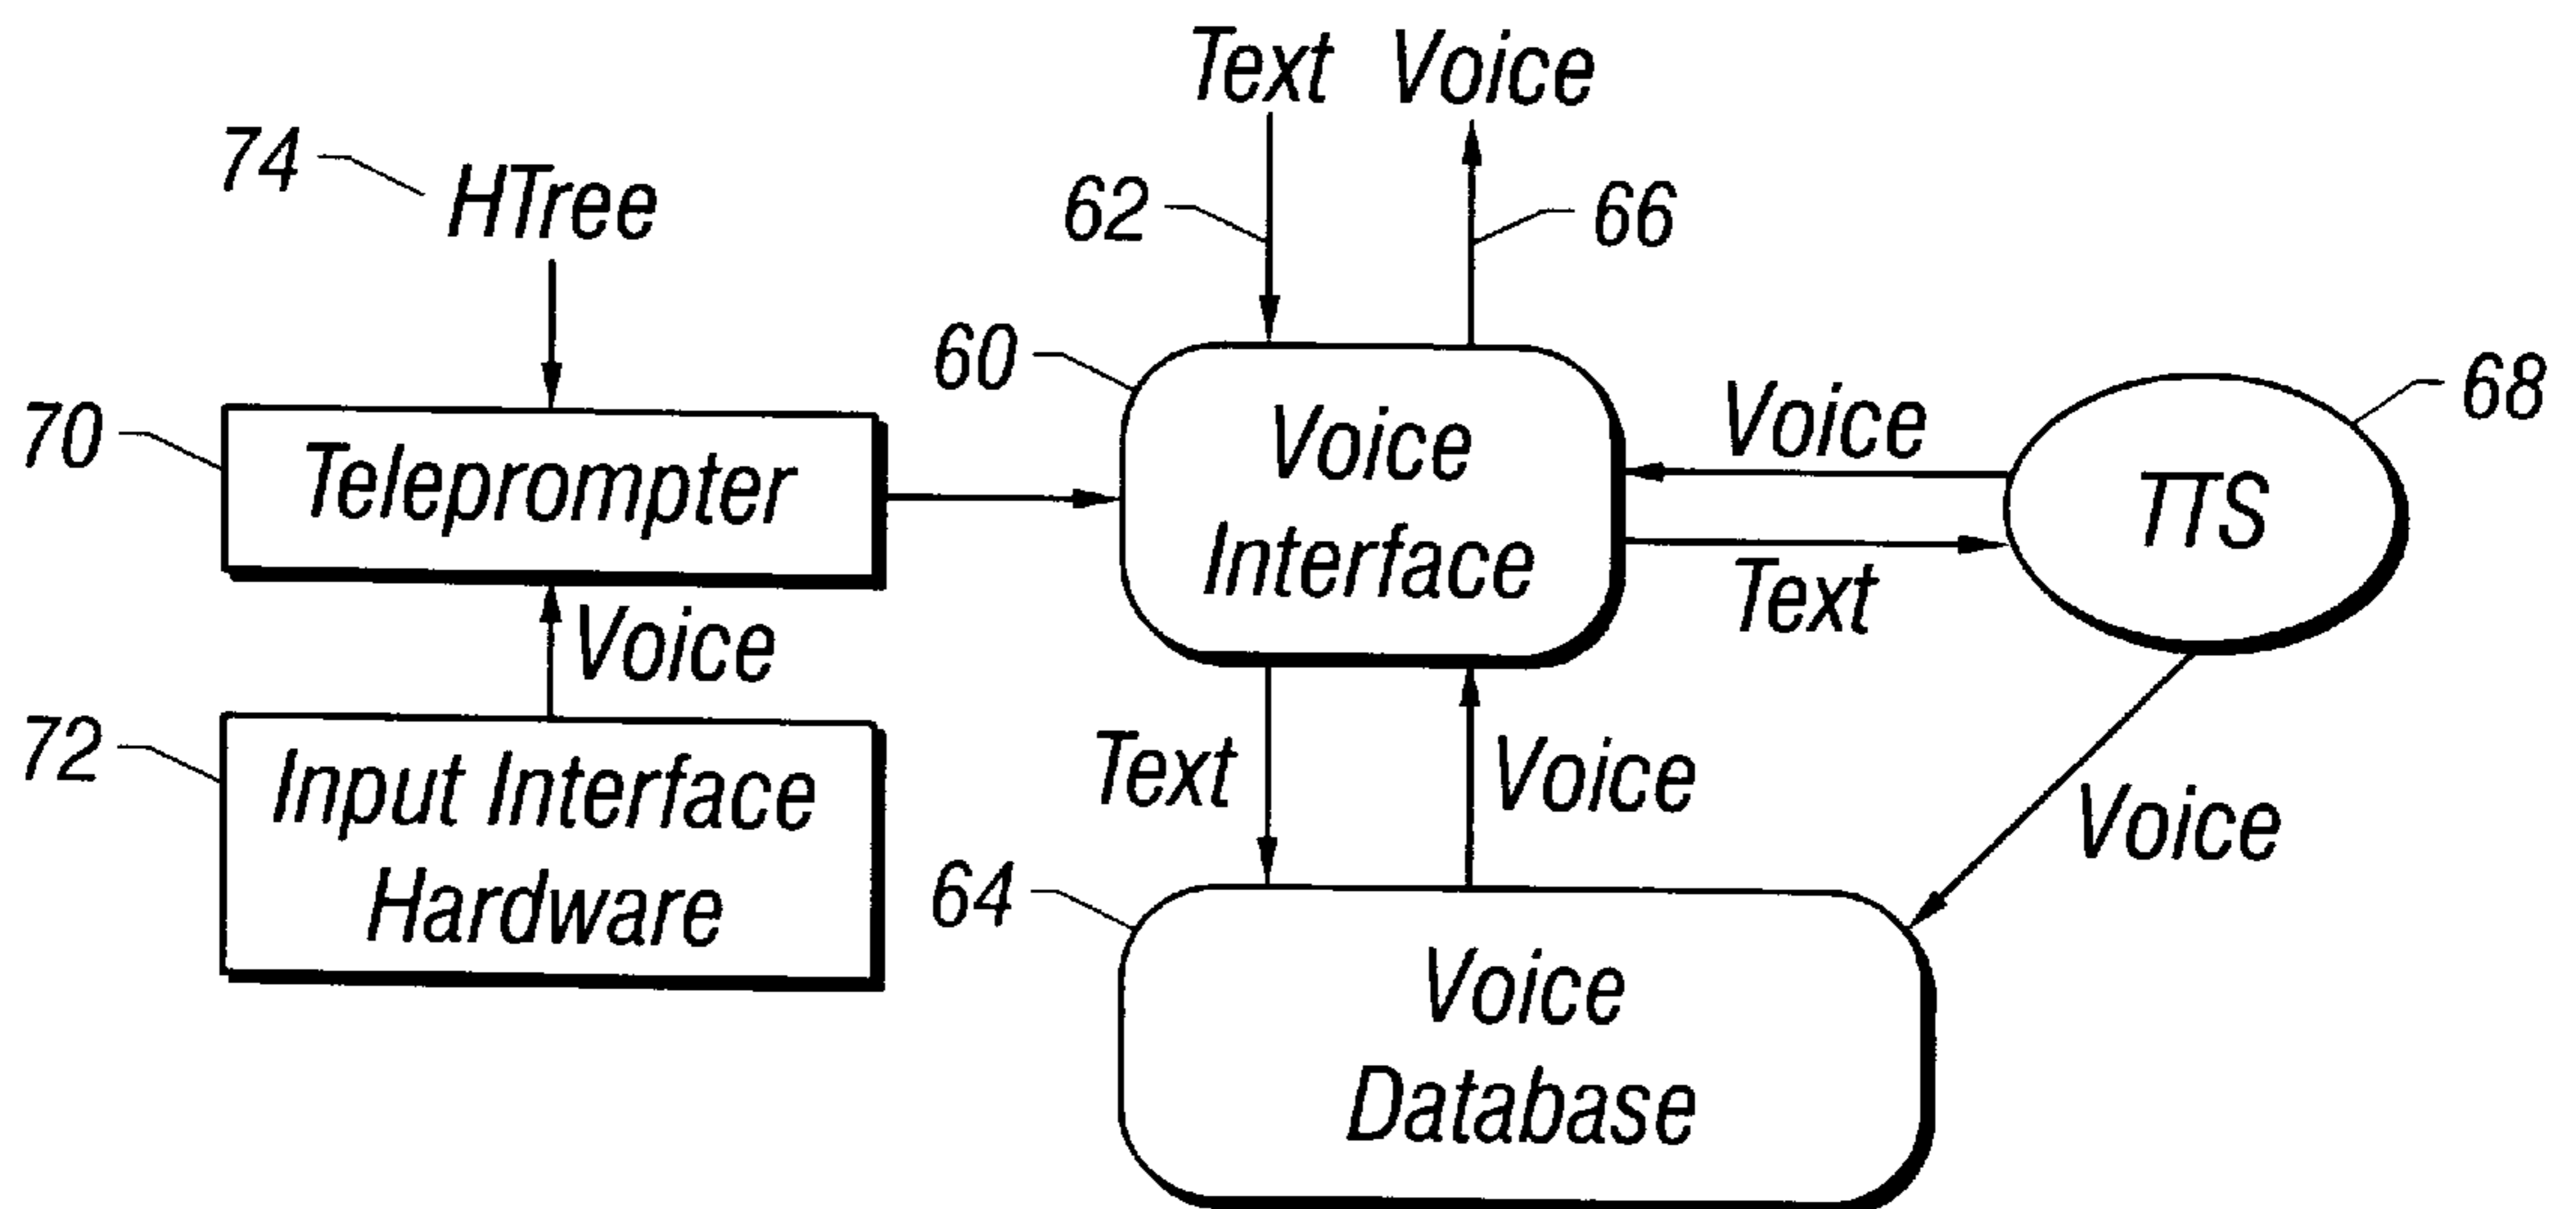 Text Voice
74 HTree
62 66
60
70 Teleprompter
Voice
Interface
Voice
Text
TTS
68
Voice
72 Input Interface
Hardware
Text Voice
Voice
64
Voice
Database